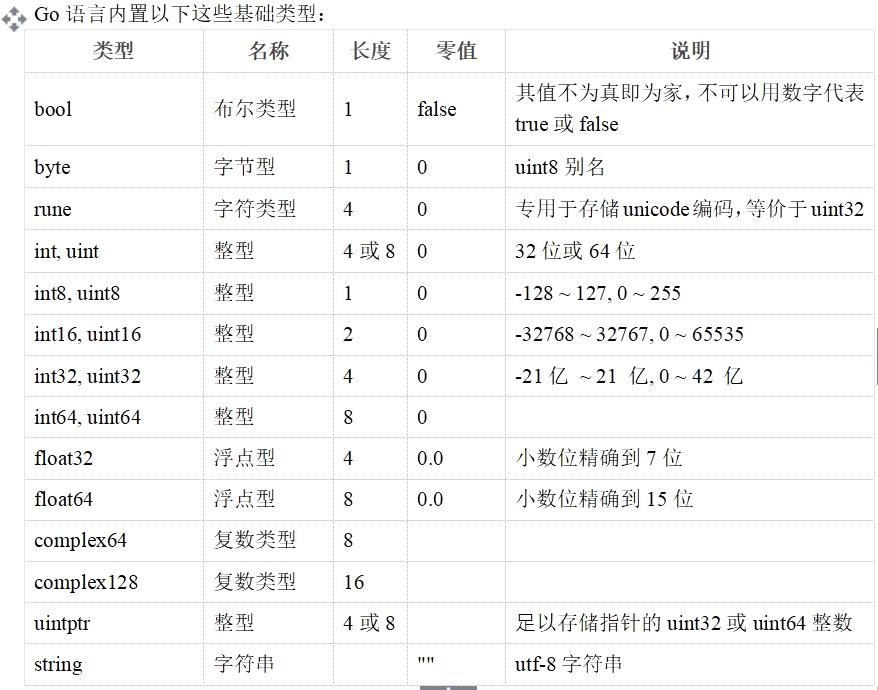 Go 语言内置以下这些基础类型：
类型 名称 长度 零值 说明
bool 布尔类型 1 false 其值不为真即为家，不可以用数字代表
true 或 false
byte 字节型 1 0 uint8 别名
rune 字符类型 4 0 专用于存储unicode编码，等价于uint32
int, uint 整型 4 或 8 0 32 位或 64 位
int8, uint8 整型 1 0 -128 ~ 127, 0 ~ 255
int16, uint16 整型 2 0 -32768 ~ 32767, 0 ~ 65535
int32, uint32 整型 4 0 -21 亿 ~ 21 亿, 0 ~ 42 亿
int64, uint64 整型 8 0
float32 浮点型 4 0.0 小数位精确到 7 位
float64 浮点型 8 0.0 小数位精确到 15 位
complex64 复数类型 8
complex128 复数类型 16
uintptr 整型 4 或 8 足以存储指针的 uint32 或 uint64 整数
string 字符串 "" utf-8 字符串